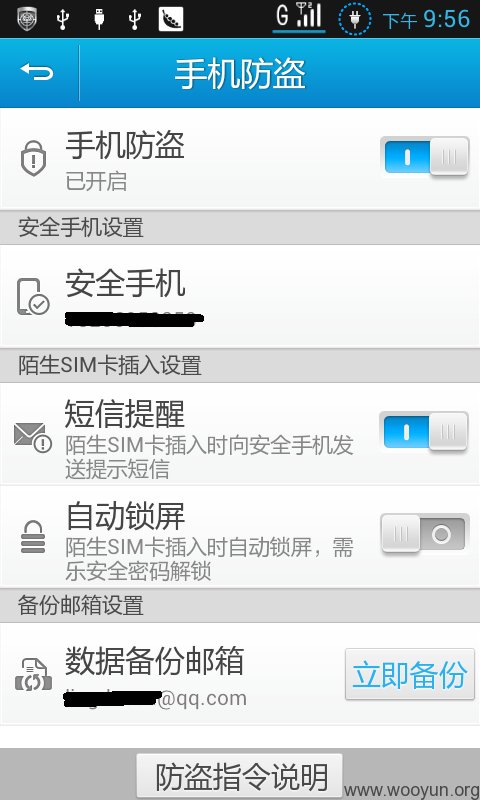 G 下午 9:56
手机防盗
手机防盗
已开启
安全手机设置
安全手机
陌生SIM卡插入设置
短信提醒
陌生SIM卡插入时向安全手机发
送提示短信
自动锁屏
陌生SIM卡插入时自动锁屏，需
乐安全密码解锁
备份邮箱设置
数据备份邮箱
@qq.com
立即备份
防盗指令说明
www.wooyun.org